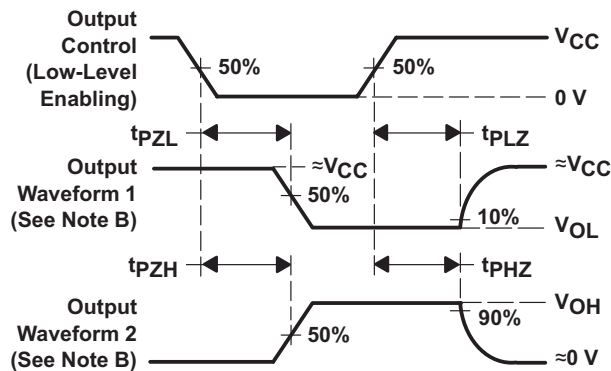 Output
Control
(Low-Level
Enabling)
50%
50%
VCC
0 V
tPZL
tPLZ
Output
Waveform 1
(See Note B)
≈VCC
50%
≈VCC
10%
VOL
tPZH
tPHZ
Output
Waveform 2
(See Note B)
50%
VOH
90%
≈0 V